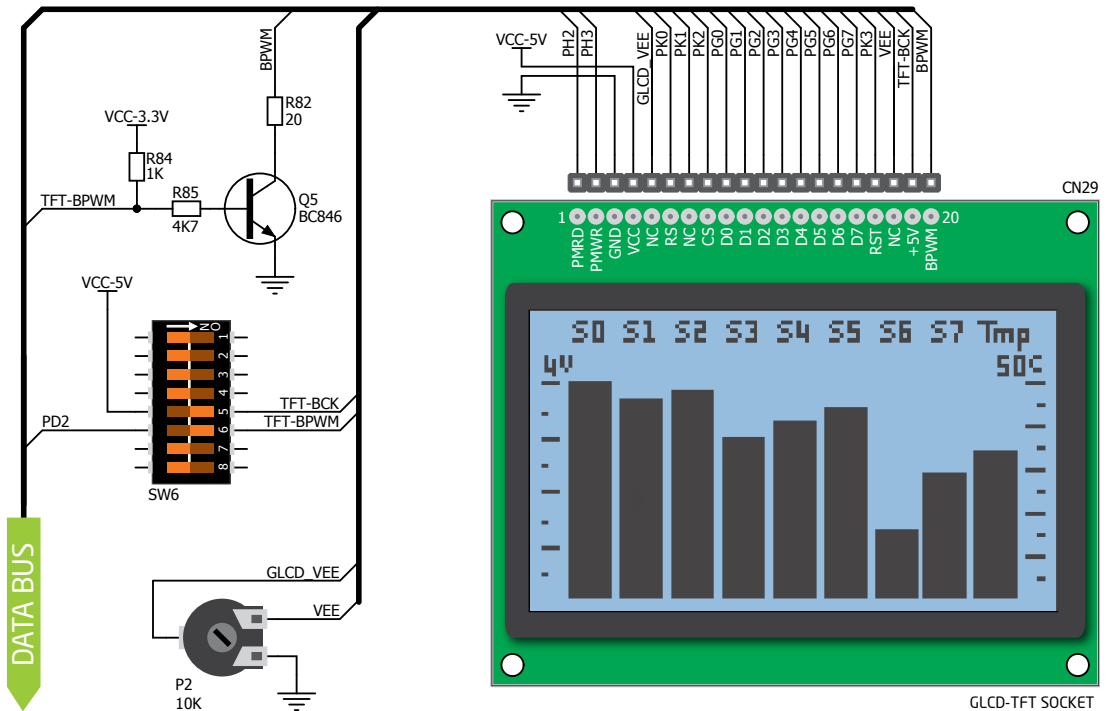 BPWM
R82
20
VCC-3.3V
R84
1K
TFT-BPWM
R85
4K7
Q5
BC846
VCC-5V
ON
1
2
3
4
5
6
7
8
TFT-BCK
TFT-BPWM
PD2
SW6
GLCD_VEE
VEE
P2
10K
DATA BUS
VCC-5V
PH2
PH3
GLCD_VEE
PK0
PK1
PK2
PG0
PG1
PG2
PG3
PG4
PG5
PG6
PG7
PK3
VEE
TFT-BCK
BPWM
CN29
1
20
PMRD
PMWR
GND
VCC
NC
RS
NC
CS
D0
D1
D2
D3
D4
D5
D6
D7
RST
NC
+5V
BPWM
S0 S1 S2 S3 S4 S5 S6 S7 Tmp
4V 50C
GLCD-TFT SOCKET